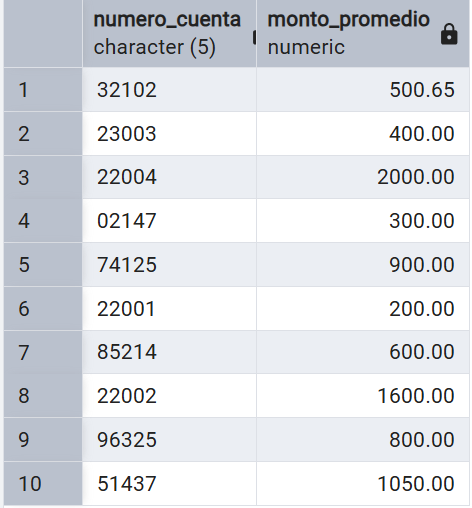 numero_cuenta monto_promedio
character (5) numeric
1 32102 500.65
2 23003 400.00
3 22004 2000.00
4 02147 300.00
5 74125 900.00
6 22001 200.00
7 85214 600.00
8 22002 1600.00
9 96325 800.00
10 51437 1050.00